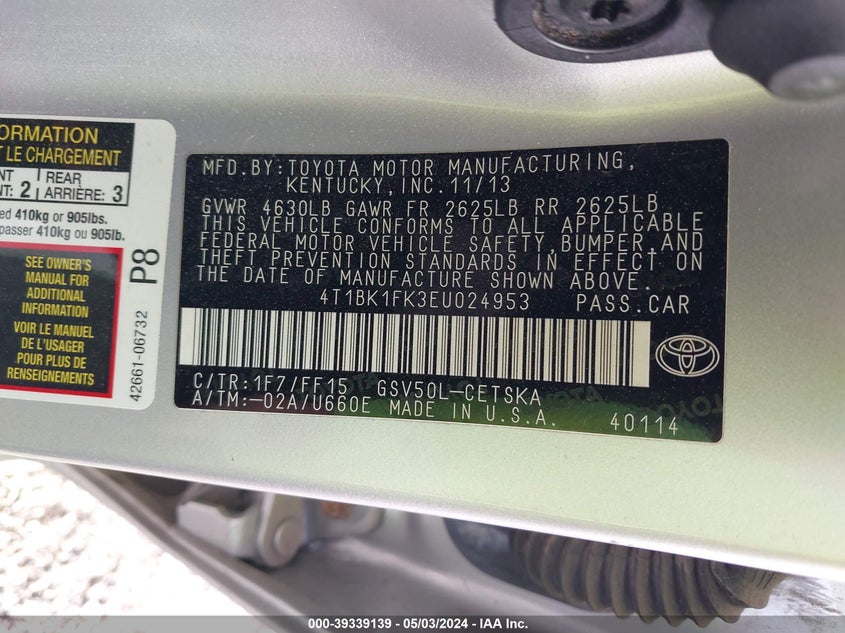 ORMATION
T LE CHARGEMENT
NT : 2 REAR ARRIÈRE: 3
ed 410kg or 905lbs.
passer 410kg ou 905lb.
SEE OWNER'S
MANUAL FOR
ADDITIONAL
INFORMATION
VOIR LE MANUEL
DE L'USAGER
POUR PLUS DE
RENSEIGNEMENTS
P8
42661-06732
MFD.BY:TOYOTA MOTOR MANUFACTURING,
KENTUCKY,INC.11/13
GVWR 4630LB GAWR FR 2625LB RR 2625LB
THIS VEHICLE CONFORMS TO ALL APPLICABLE
FEDERAL MOTOR VEHICLE SAFETY,BUMPER,AND
THEFT PREVENTION STANDARDS IN EFFECT ON
THE DATE OF MANUFACTURE SHOWN ABOVE.
4T1BK1FK3EU024953 PASS.CAR
C/TR:1F7/FF15 GSV50L-CETSKA
A/TM:-02A/U660E MADE IN U.S.A.
40114
000-39339139 - 05/03/2024 - IAA Inc.